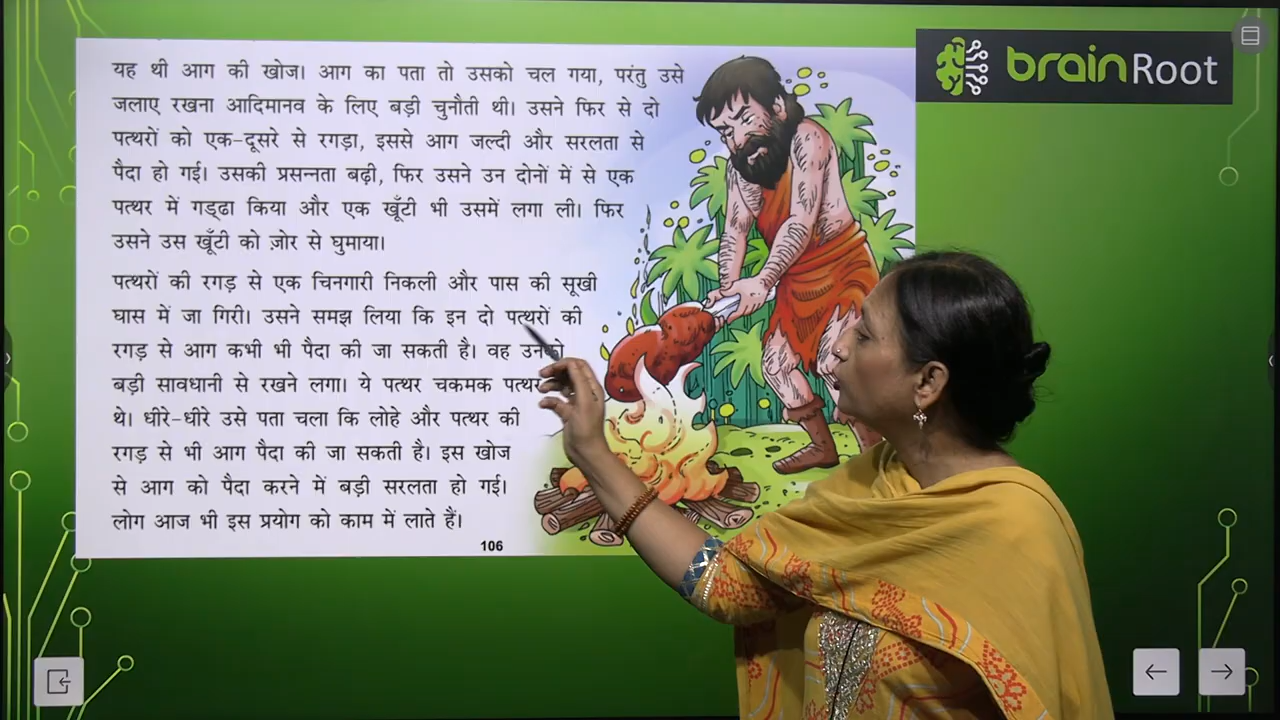 यह थी आग की खोज। आग का पता तो उसको चल गया, परंतु उसे
जलाए रखना आदिमानव के लिए बड़ी चुनौती थी। उसने फिर से दो
पत्थरों को एक-दूसरे से रगड़ा, इससे आग जल्दी और सरलता से
पैदा हो गई। उसकी प्रसन्नता बढ़ी, फिर उसने उन दोनों में से एक
पत्थर में गड्ढा किया और एक खूँटी भी उसमें लगा ली। फिर
उसने उस खूँटी को ज़ोर से घुमाया।
पत्थरों की रगड़ से एक चिनगारी निकली और पास की सूखी
घास में जा गिरी। उसने समझ लिया कि इन दो पत्थरों की
रगड़ से आग कभी भी पैदा की जा सकती है। वह उनको
बड़ी सावधानी से रखने लगा। ये पत्थर चकमक पत्थर
थे। धीरे-धीरे उसे पता चला कि लोहे और पत्थर की
रगड़ से भी आग पैदा की जा सकती है। इस खोज
से आग को पैदा करने में बड़ी सरलता हो गई।
लोग आज भी इस प्रयोग को काम में लाते हैं।
106
brainRoot